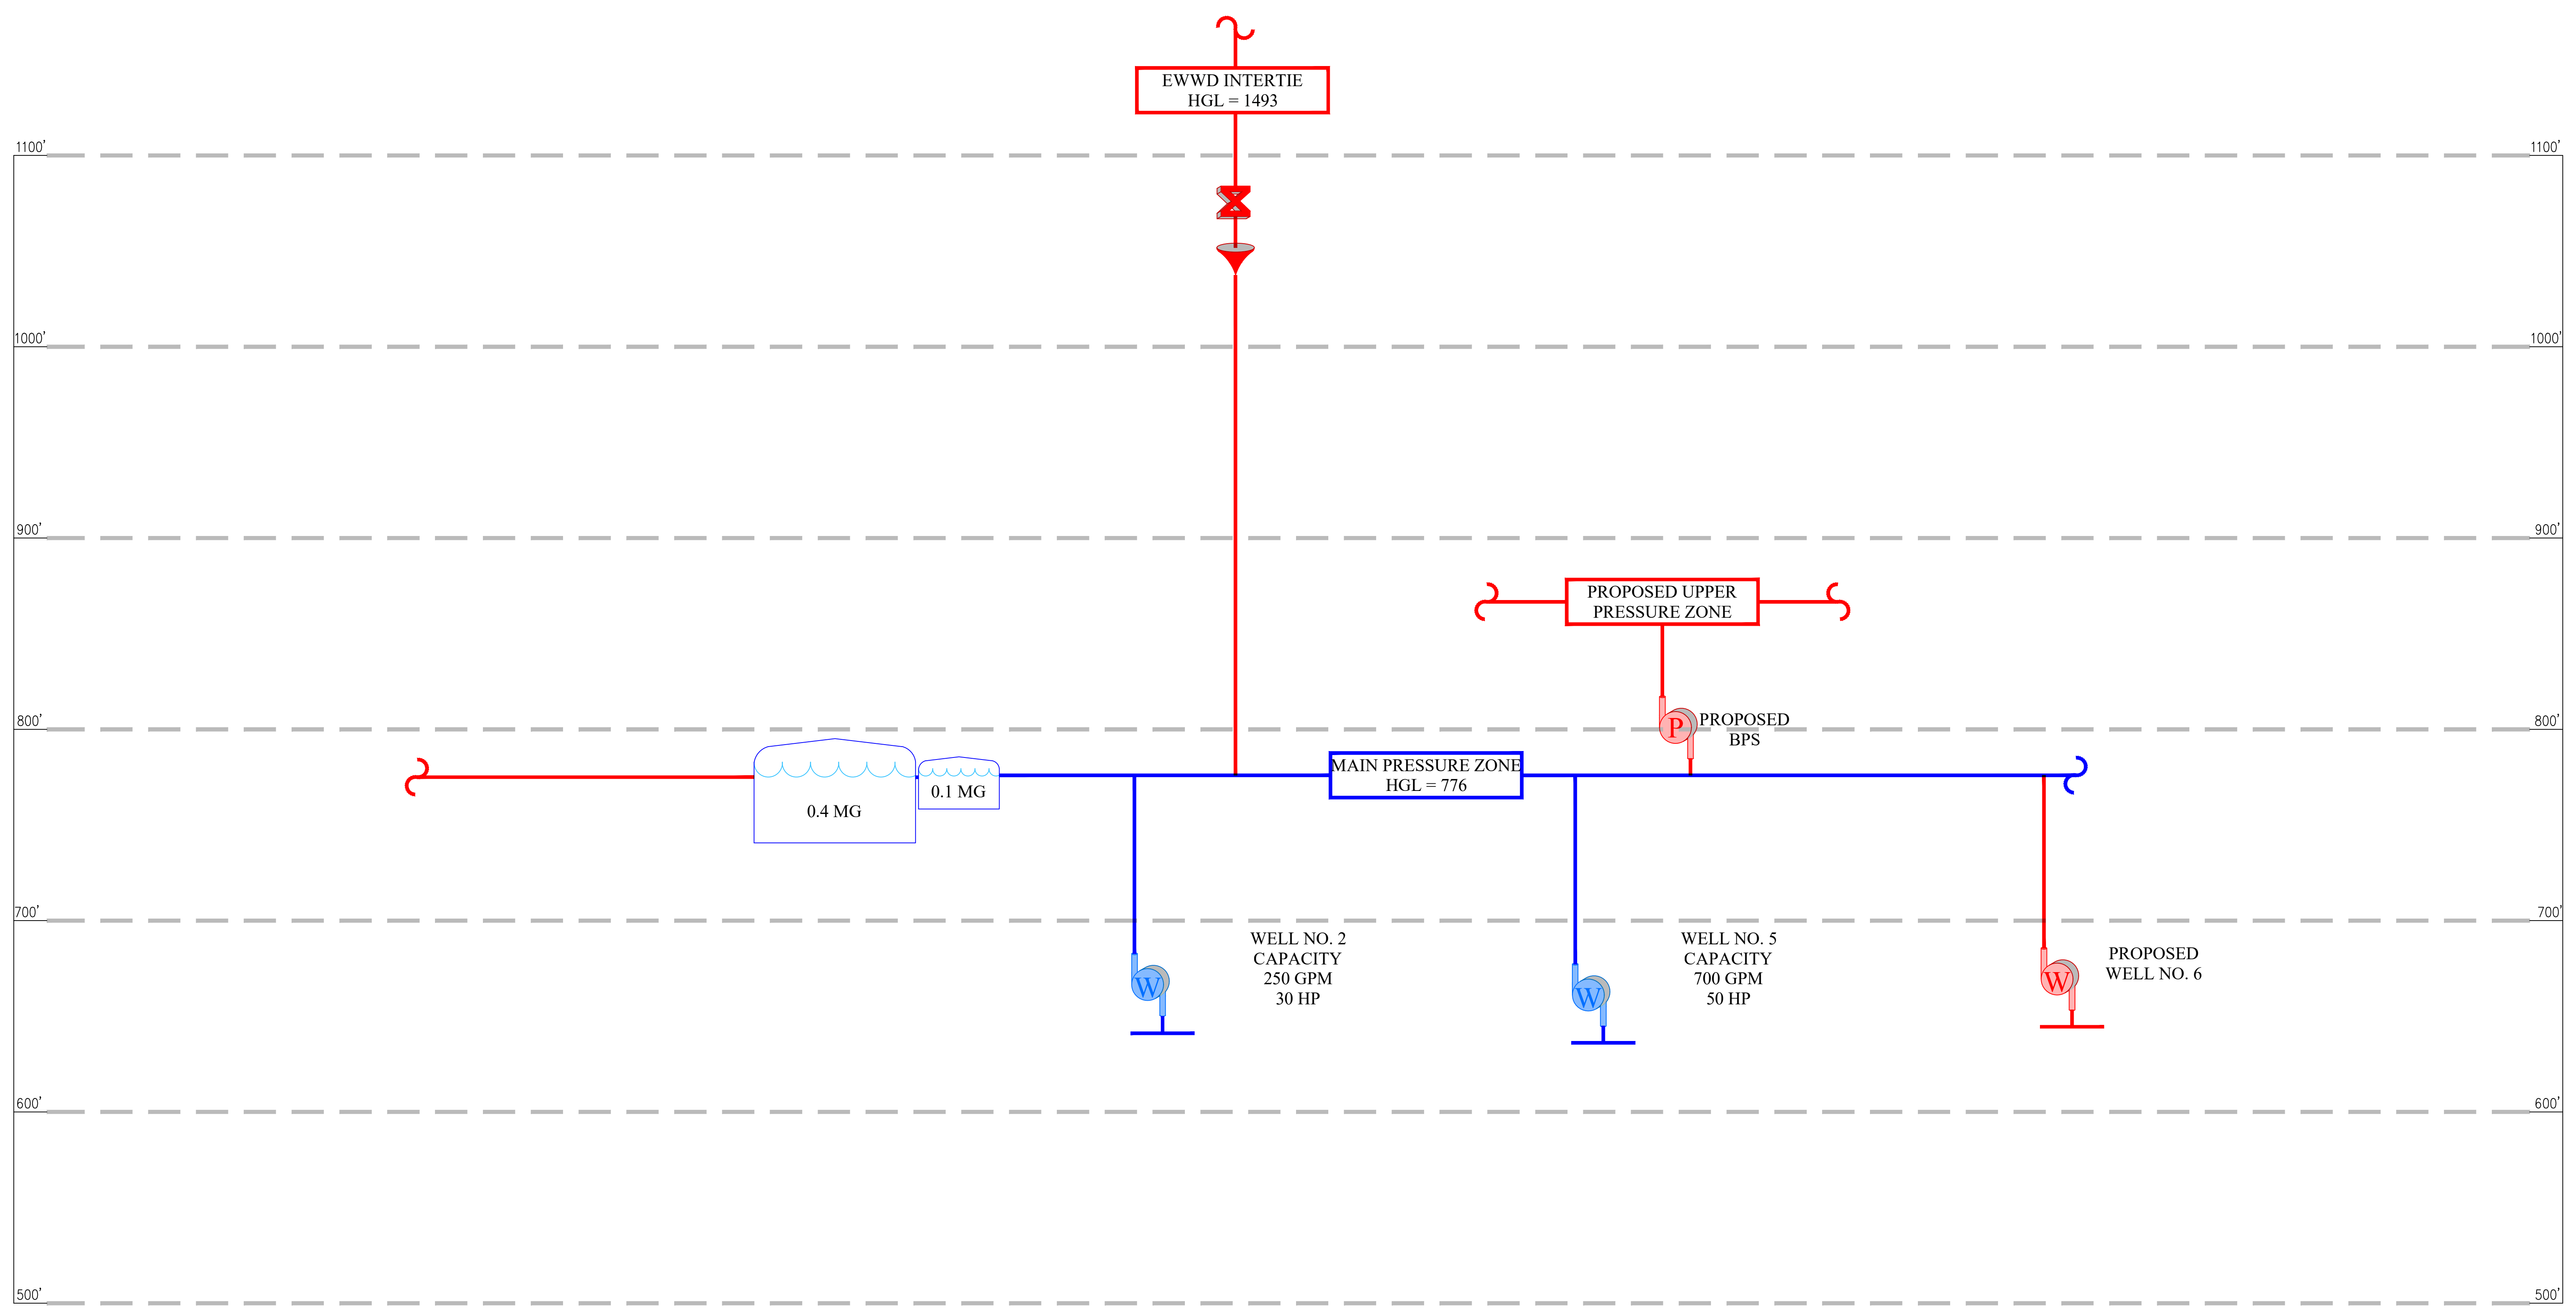 EWWD INTERTIE
HGL = 1493
1100' 1100'
1000' 1000'
900' 900'
PROPOSED UPPER
PRESSURE ZONE
P
PROPOSED
BPS
800' 800'
MAIN PRESSURE ZONE
HGL = 776
0.4 MG
0.1 MG
700' 700'
W
WELL NO. 2
CAPACITY
250 GPM
30 HP
W
WELL NO. 5
CAPACITY
700 GPM
50 HP
W
PROPOSED
WELL NO. 6
600' 600'
500' 500'